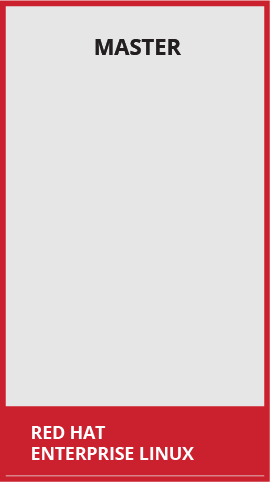 MASTER
RED HAT
ENTERPRISE LINUX